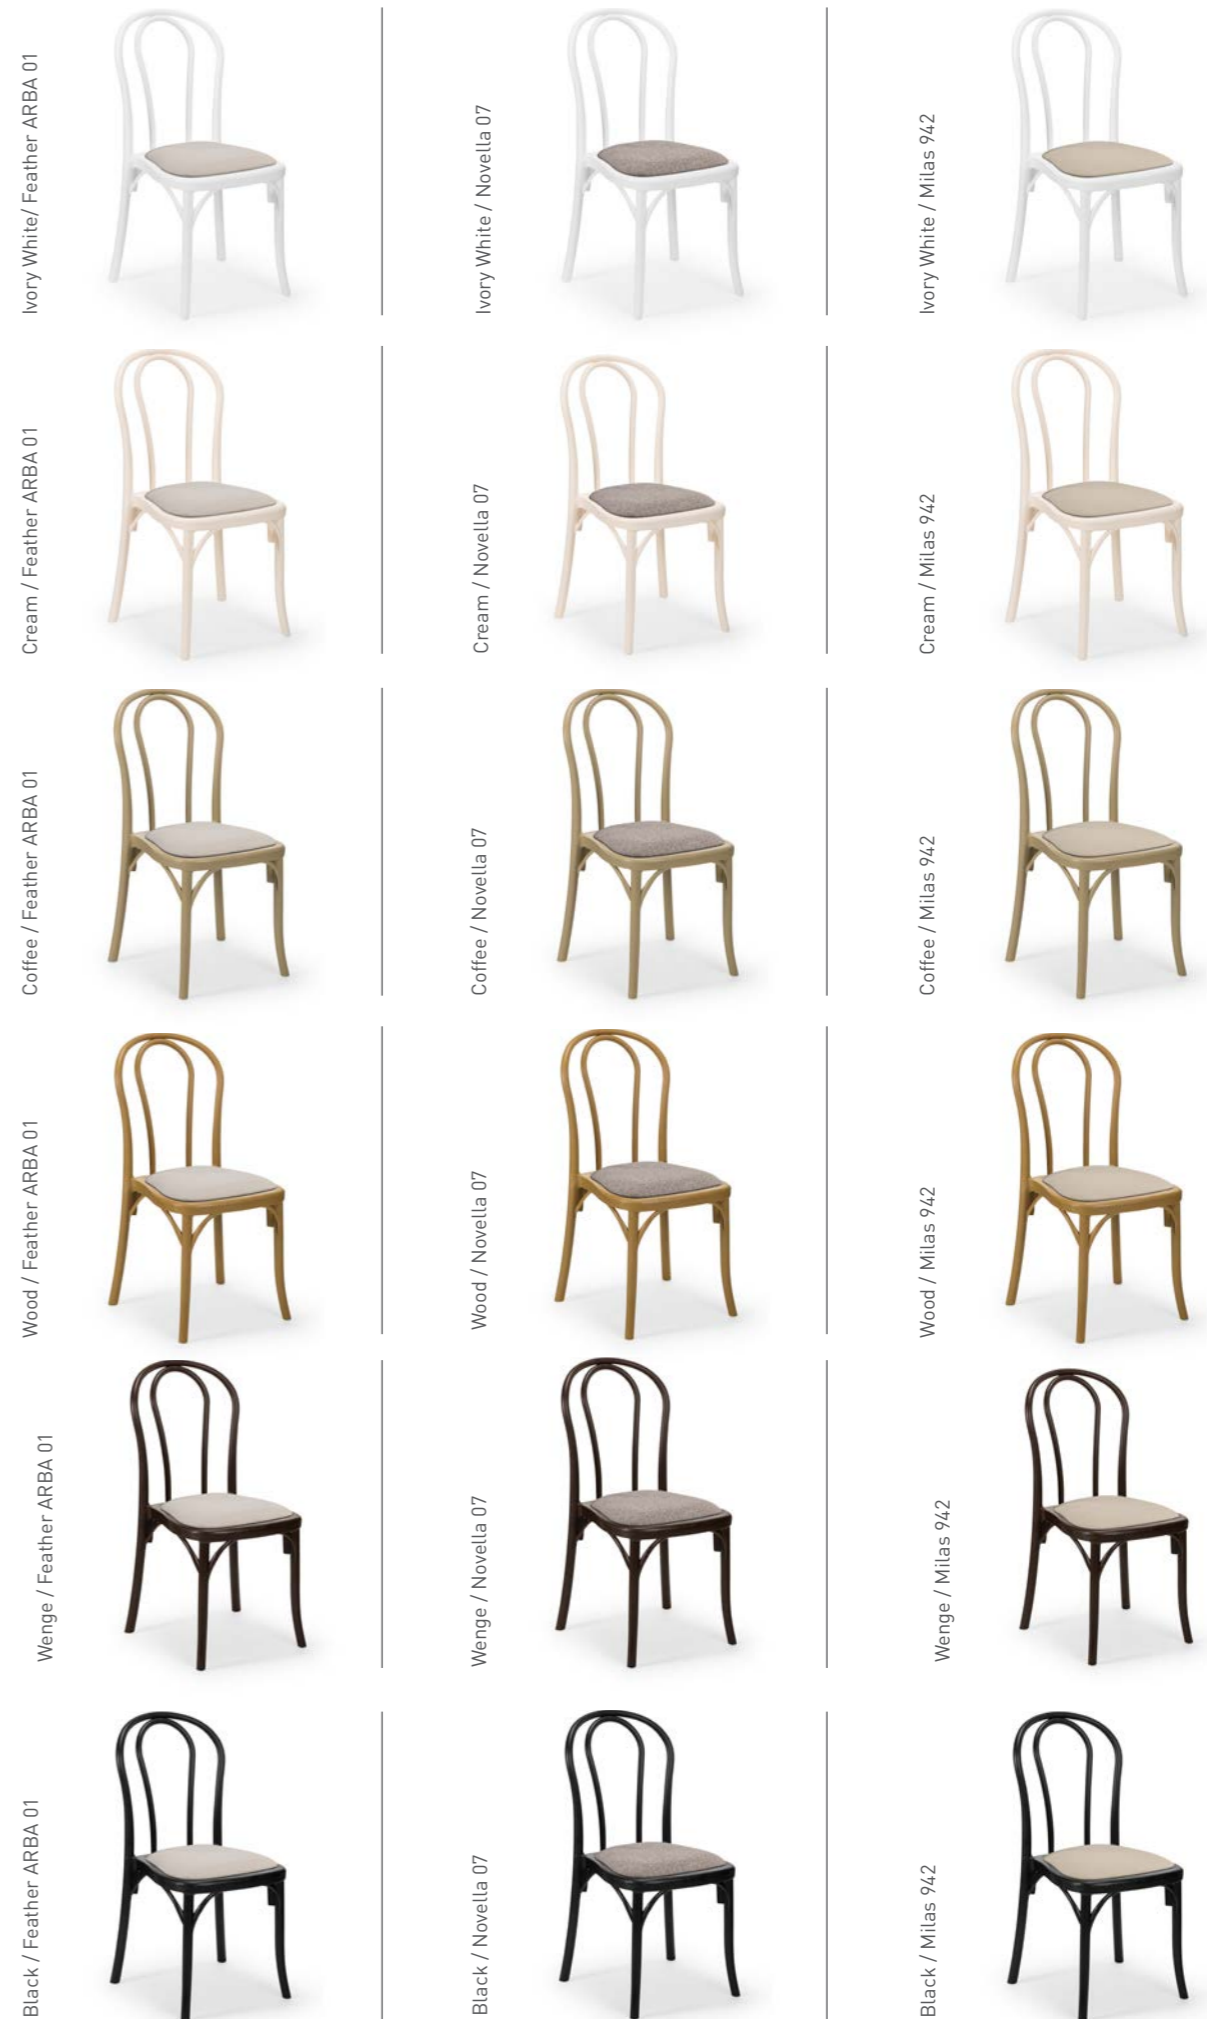 Ivory White/ Feather ARBA 01
Ivory White / Novella 07
Ivory White / Milas 942
Cream / Feather ARBA 01
Cream / Novella 07
Cream / Milas 942
Coffee / Feather ARBA 01
Coffee / Novella 07
Coffee / Milas 942
Wood / Feather ARBA 01
Wood / Novella 07
Wood / Milas 942
Wenge / Feather ARBA 01
Wenge / Novella 07
Wenge / Milas 942
Black / Feather ARBA 01
Black / Novella 07
Black / Milas 942